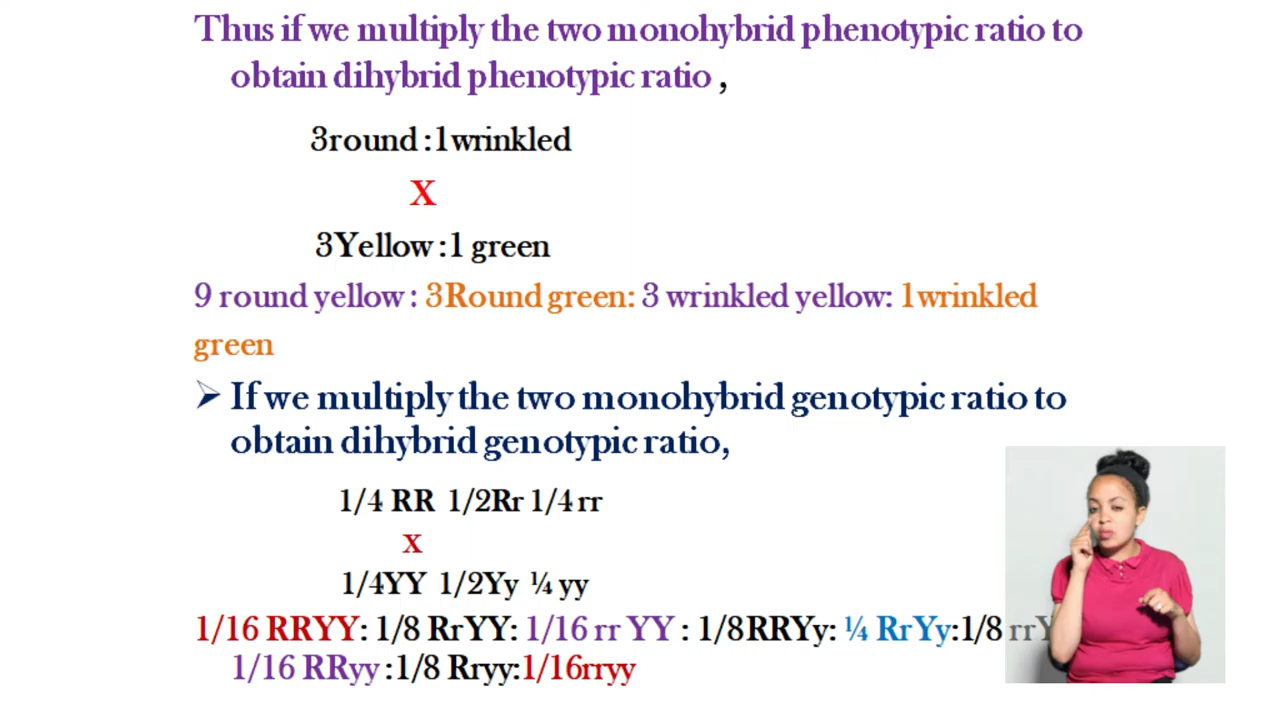 Thus if we multiply the two monohybrid phenotypic ratio to
obtain dihybrid phenotypic ratio ,
3round :1wrinkled
X
3Yellow :1 green
9 round yellow : 3Round green: 3 wrinkled yellow: 1wrinkled
green
➢ If we multiply the two monohybrid genotypic ratio to
obtain dihybrid genotypic ratio,
1/4 RR 1/2Rr 1/4 rr
x
1/4YY 1/2Yy ¼ yy
1/16 RRYY: 1/8 RrYY: 1/16 rr YY : 1/8RRYy: ¼ RrYy:1/8 rrY
1/16 RRyy :1/8 Rryy:1/16rryy